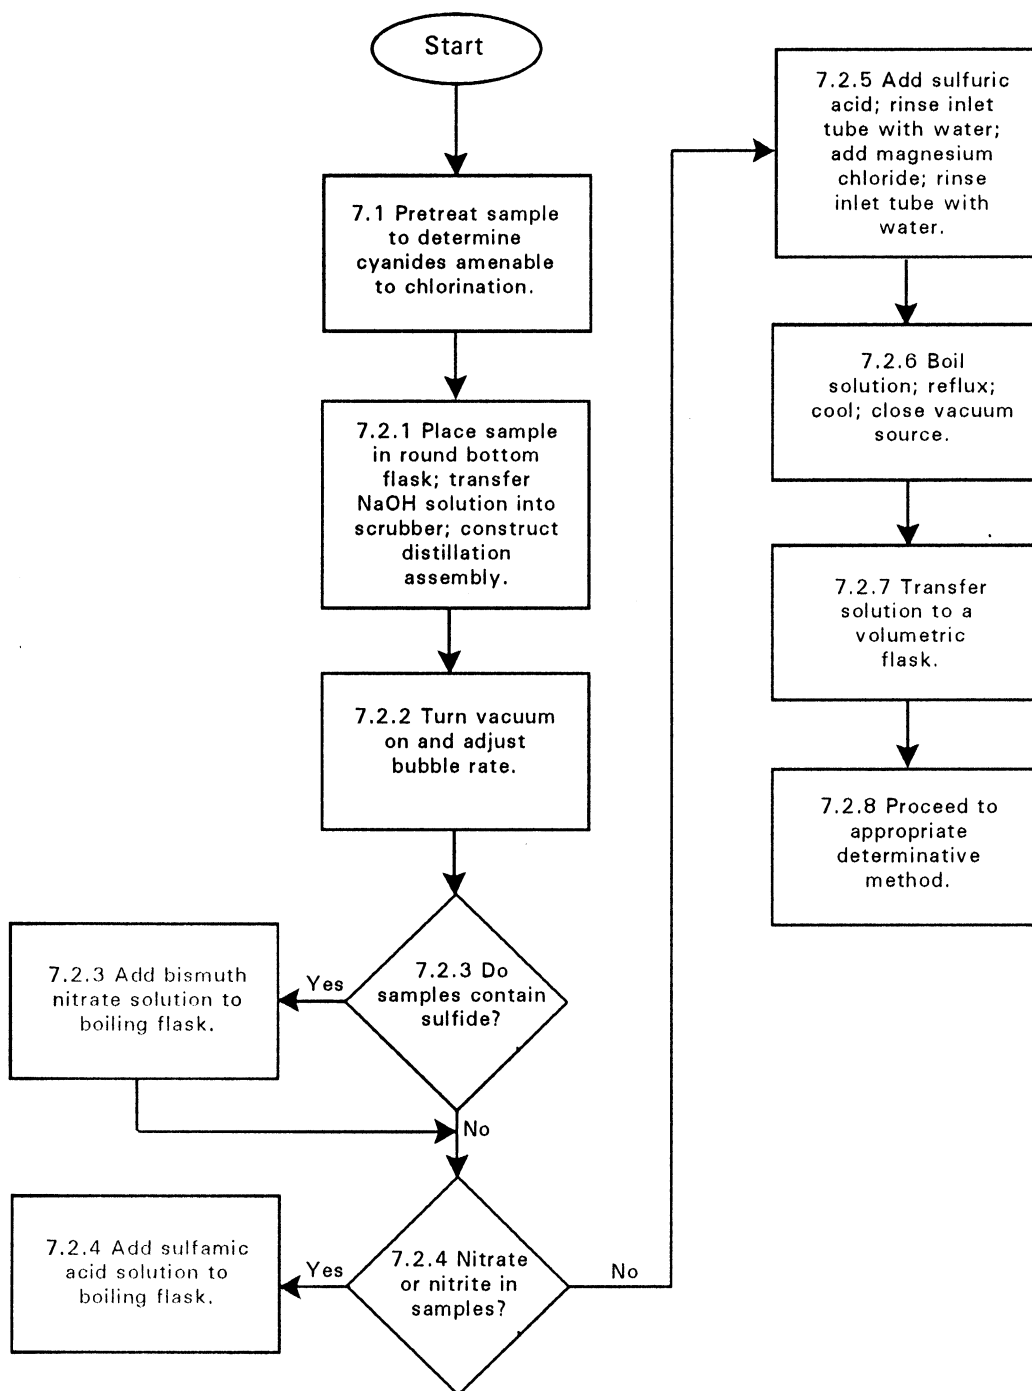 Start
7.1 Pretreat sample
to determine
cyanides amenable
to chlorination.
7.2.1 Place sample
in round bottom
flask; transfer
NaOH solution into
scrubber; construct
distillation
assembly.
7.2.2 Turn vacuum
on and adjust
bubble rate.
7.2.3 Do
samples contain
sulfide?
Yes
7.2.3 Add bismuth
nitrate solution to
boiling flask.
No
7.2.4 Nitrate
or nitrite in
samples?
Yes
7.2.4 Add sulfamic
acid solution to
boiling flask.
No
7.2.5 Add sulfuric
acid; rinse inlet
tube with water;
add magnesium
chloride; rinse
inlet tube with
water.
7.2.6 Boil
solution; reflux;
cool; close vacuum
source.
7.2.7 Transfer
solution to a
volumetric
flask.
7.2.8 Proceed to
appropriate
determinative
method.